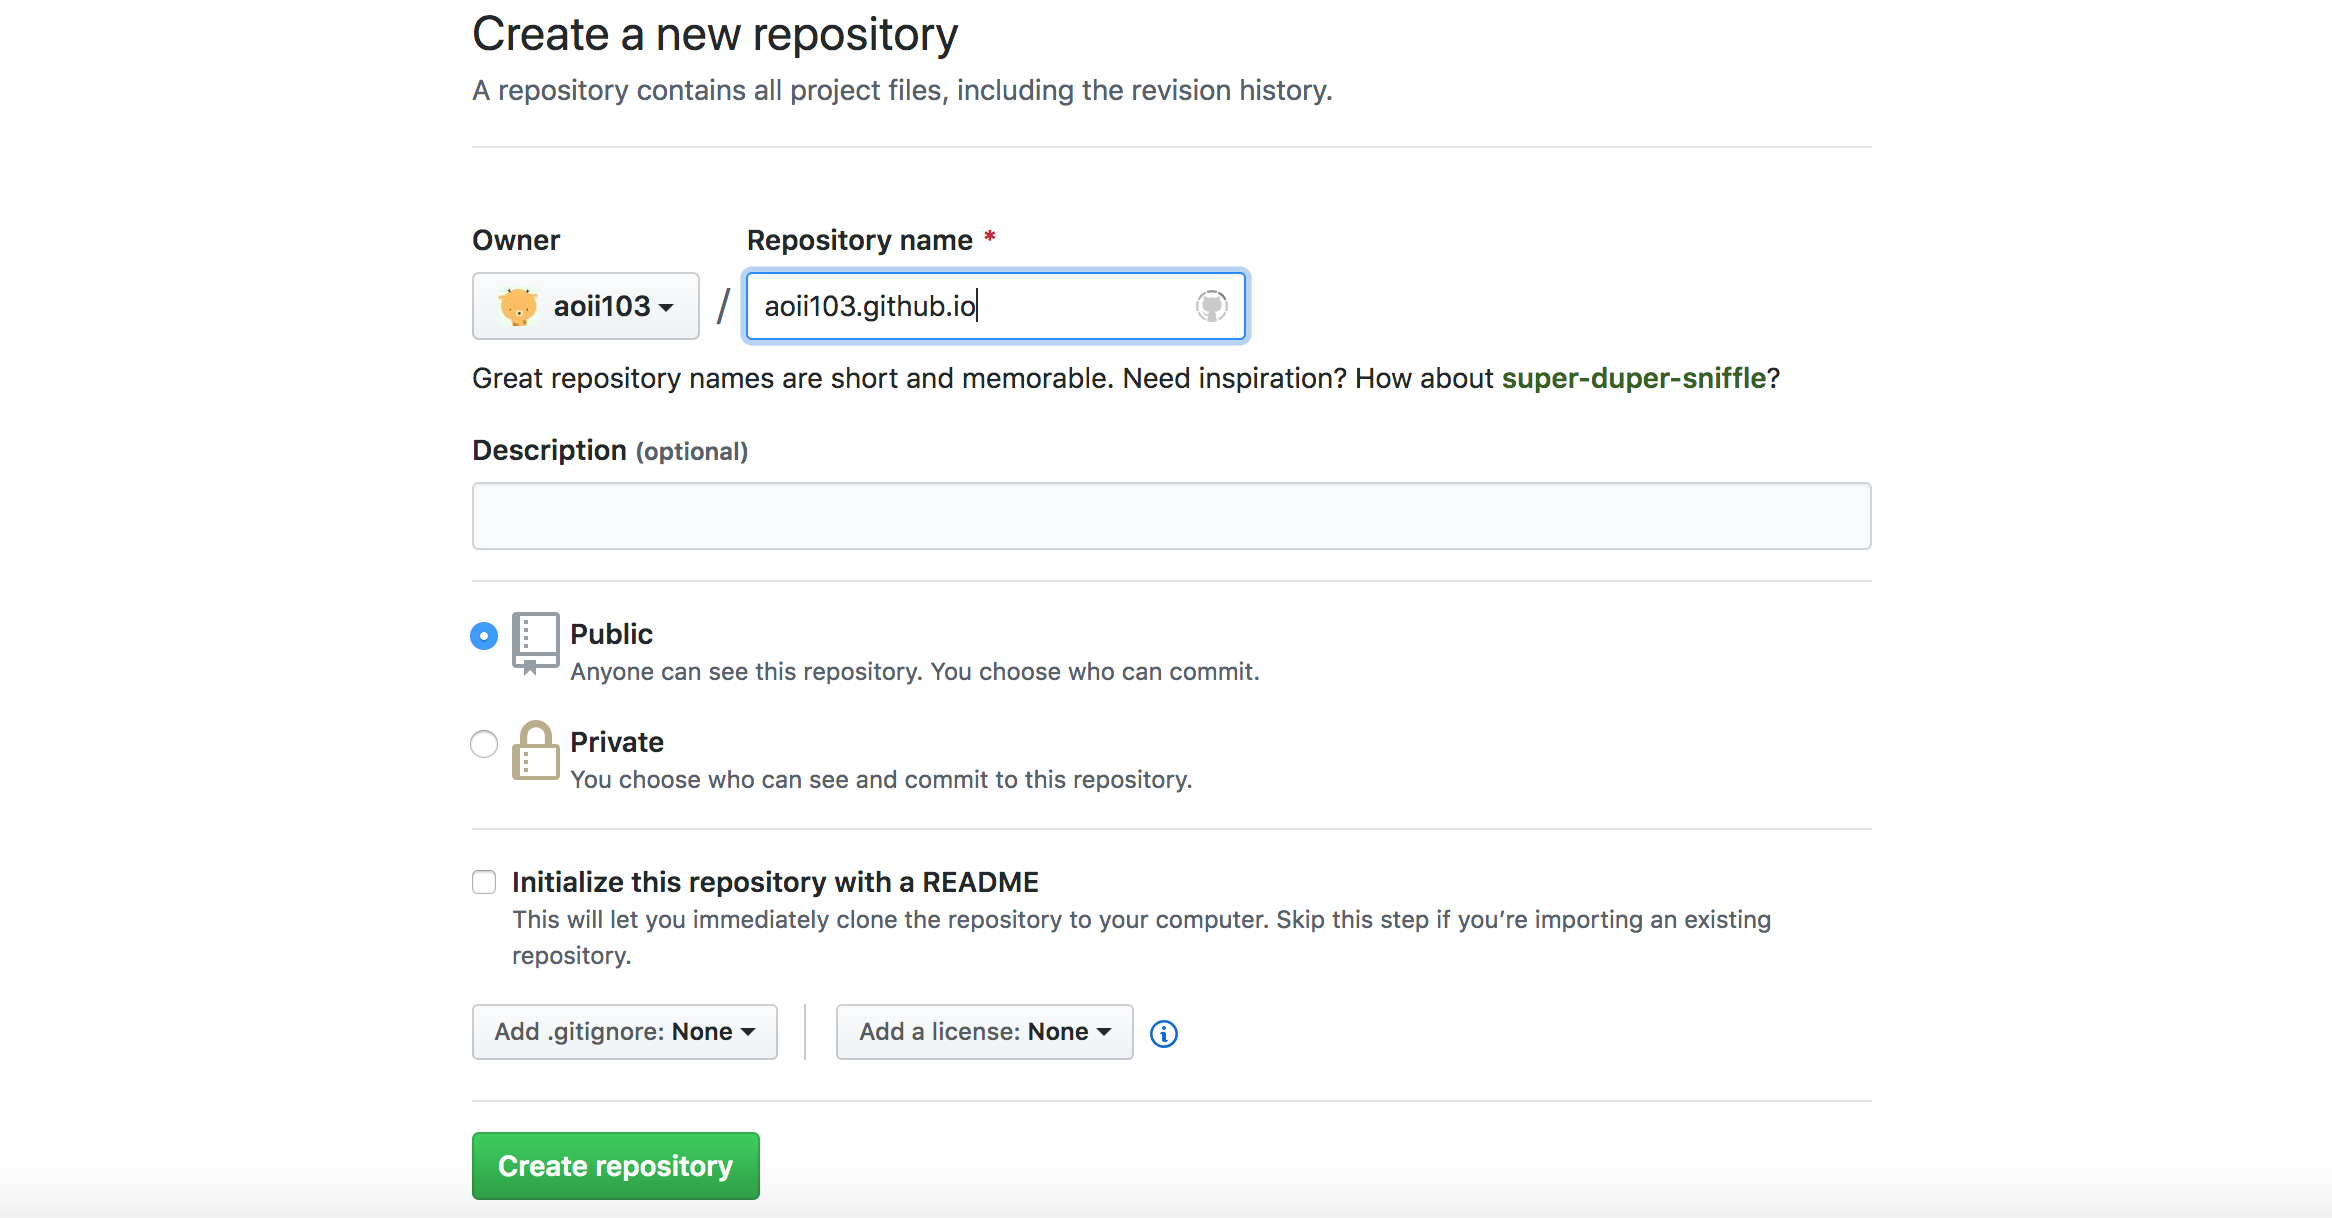 Create a new repository
A repository contains all project files, including the revision history.
Owner
Repository name *
aoii103
/
aoii103.github.io
Great repository names are short and memorable. Need inspiration? How about super-duper-sniffle?
Description (optional)
Public
Anyone can see this repository. You choose who can commit.
Private
You choose who can see and commit to this repository.
Initialize this repository with a README
This will let you immediately clone the repository to your computer. Skip this step if you’re importing an existing
repository.
Add .gitignore: None
Add a license: None
Create repository